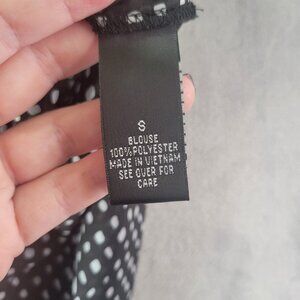 S
BLOUSE
100%POLYESTER
MADE IN VIETNAM
SEE OVER FOR
CARE